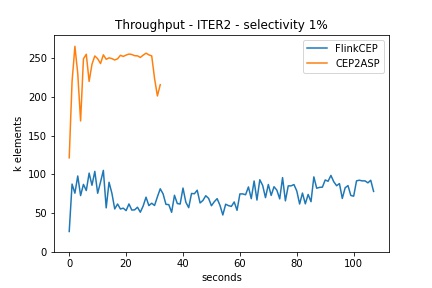 Throughput - ITER2 - selectivity 1%
FlinkCEP
CEP2ASP
k elements
250
200
150
100
50
0
0
20
40
60
80
100
seconds